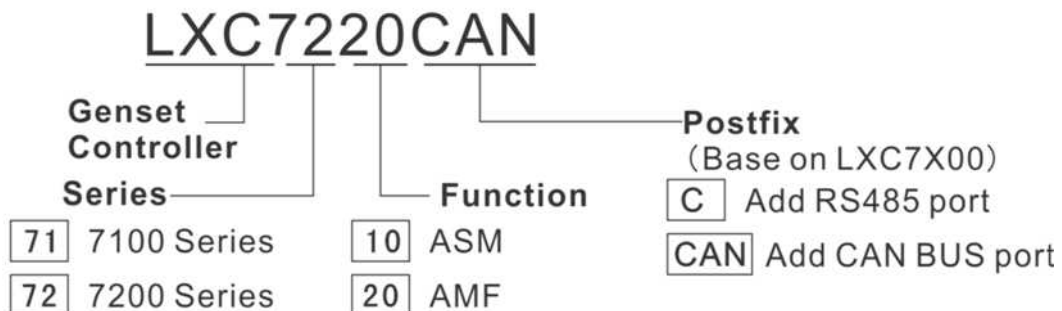 LXC7220CAN
Genset
Controller
Postfix
（Base on LXC7X00）
Series
Function
C Add RS485 port
71 7100 Series
10 ASM
CAN Add CAN BUS port
72 7200 Series
20 AMF